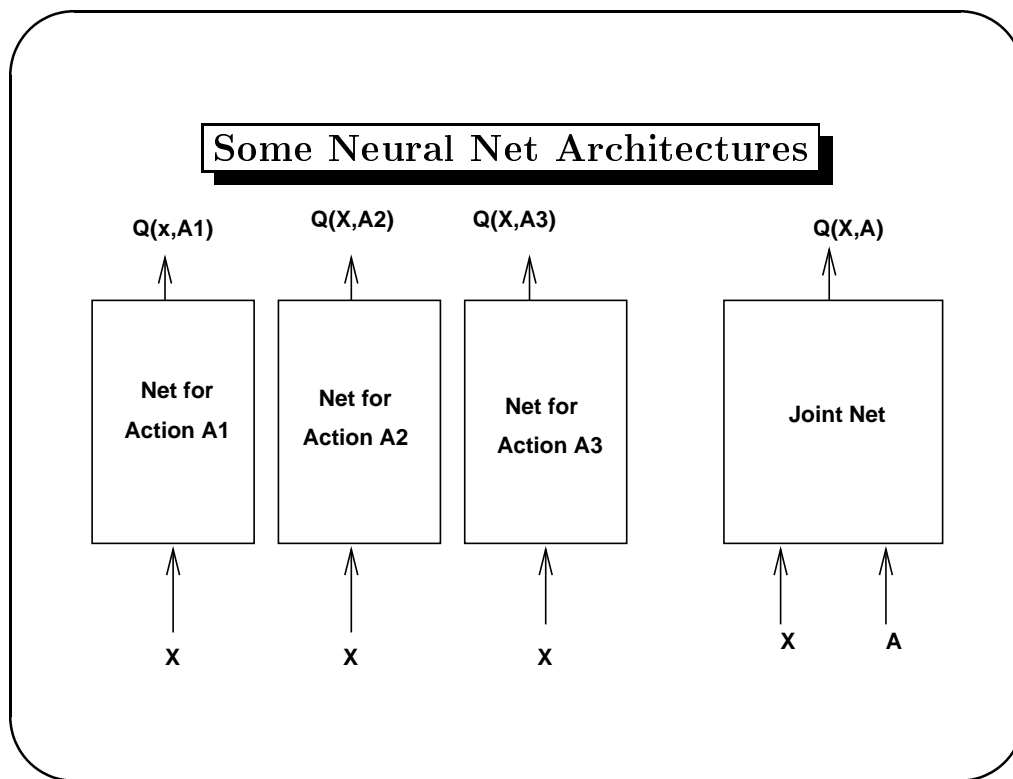 Some Neural Net Architectures
Q(x,A1)
Q(X,A2)
Q(X,A3)
Q(X,A)
Net for
Action A1
Net for
Action A2
Net for
Action A3
Joint Net
X
X
X
X
A